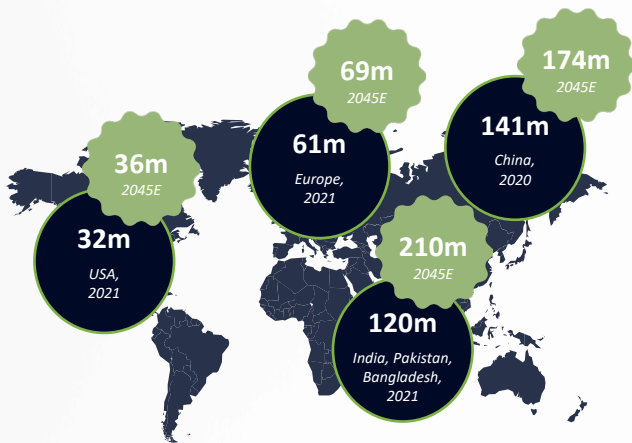 174m
2045E
141m
China,
2020
69m
2045E
61m
Europe,
2021
36m
2045E
32m
USA,
2021
210m
2045E
120m
India, Pakistan,
Bangladesh,
2021